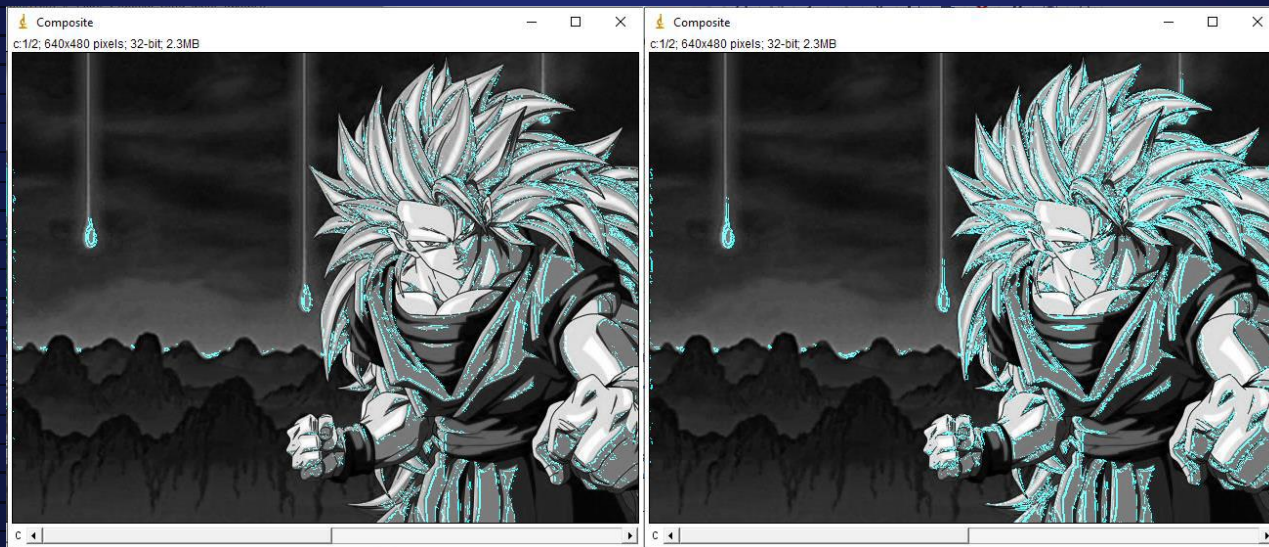 Composite
c:1/2; 640x480 pixels; 32-bit; 2.3MB
c
Composite
c:1/2; 640x480 pixels; 32-bit; 2.3MB
c